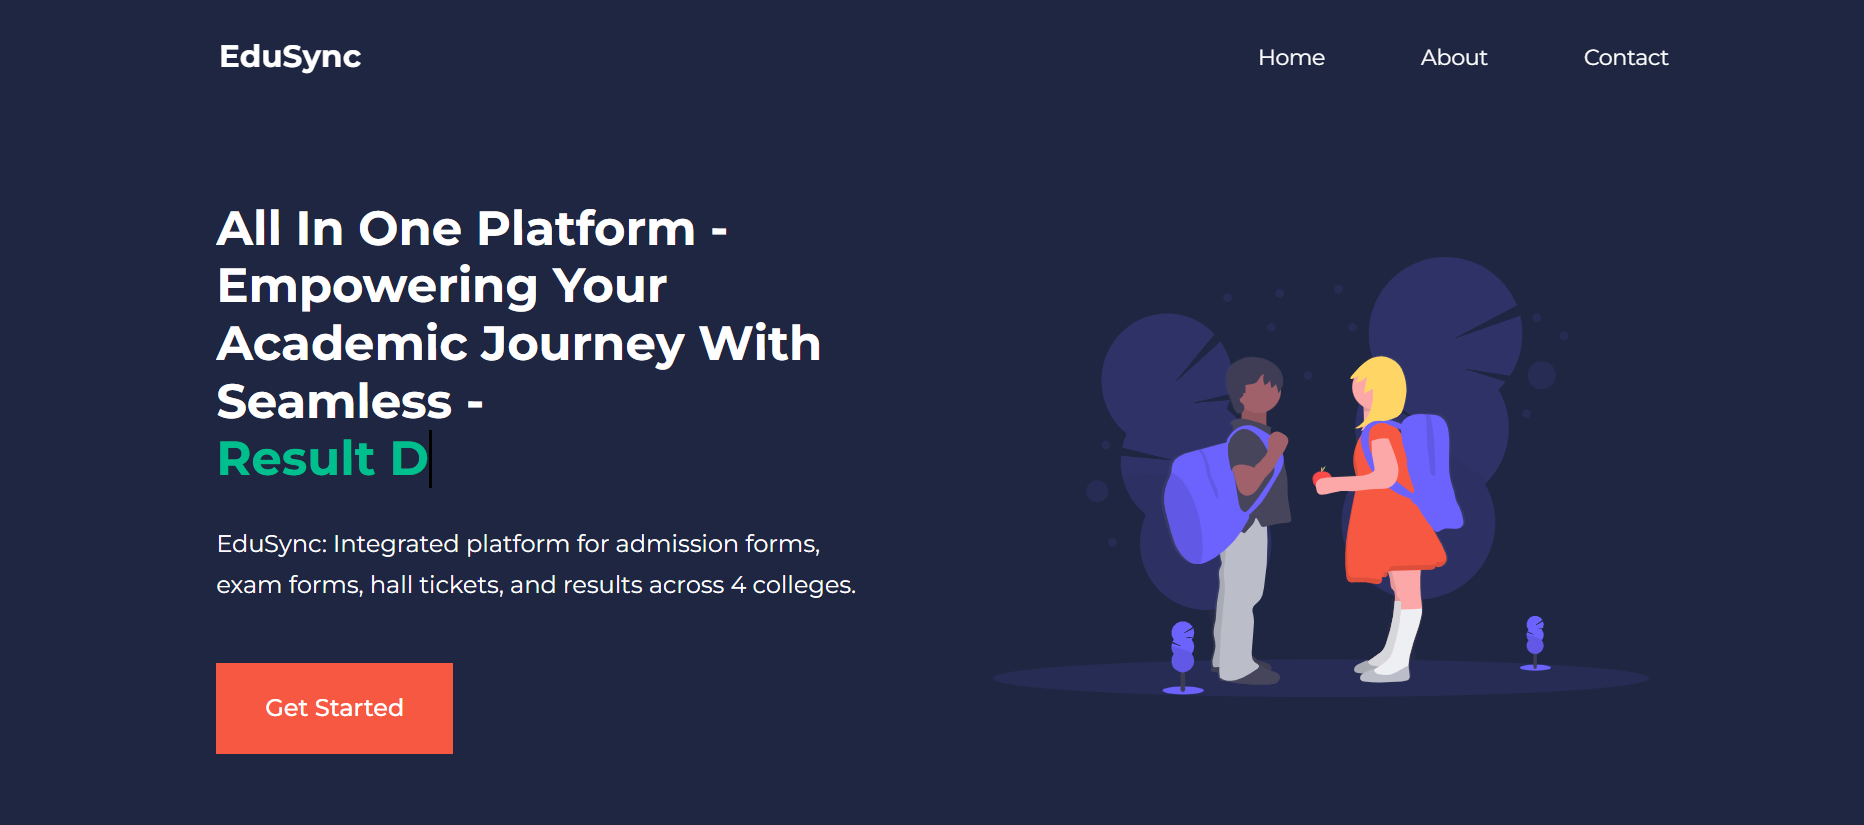 EduSync
Home
About
Contact
All In One Platform -
Empowering Your
Academic Journey With
Seamless -
Result D
EduSync: Integrated platform for admission forms,
exam forms, hall tickets, and results across 4 colleges.
Get Started